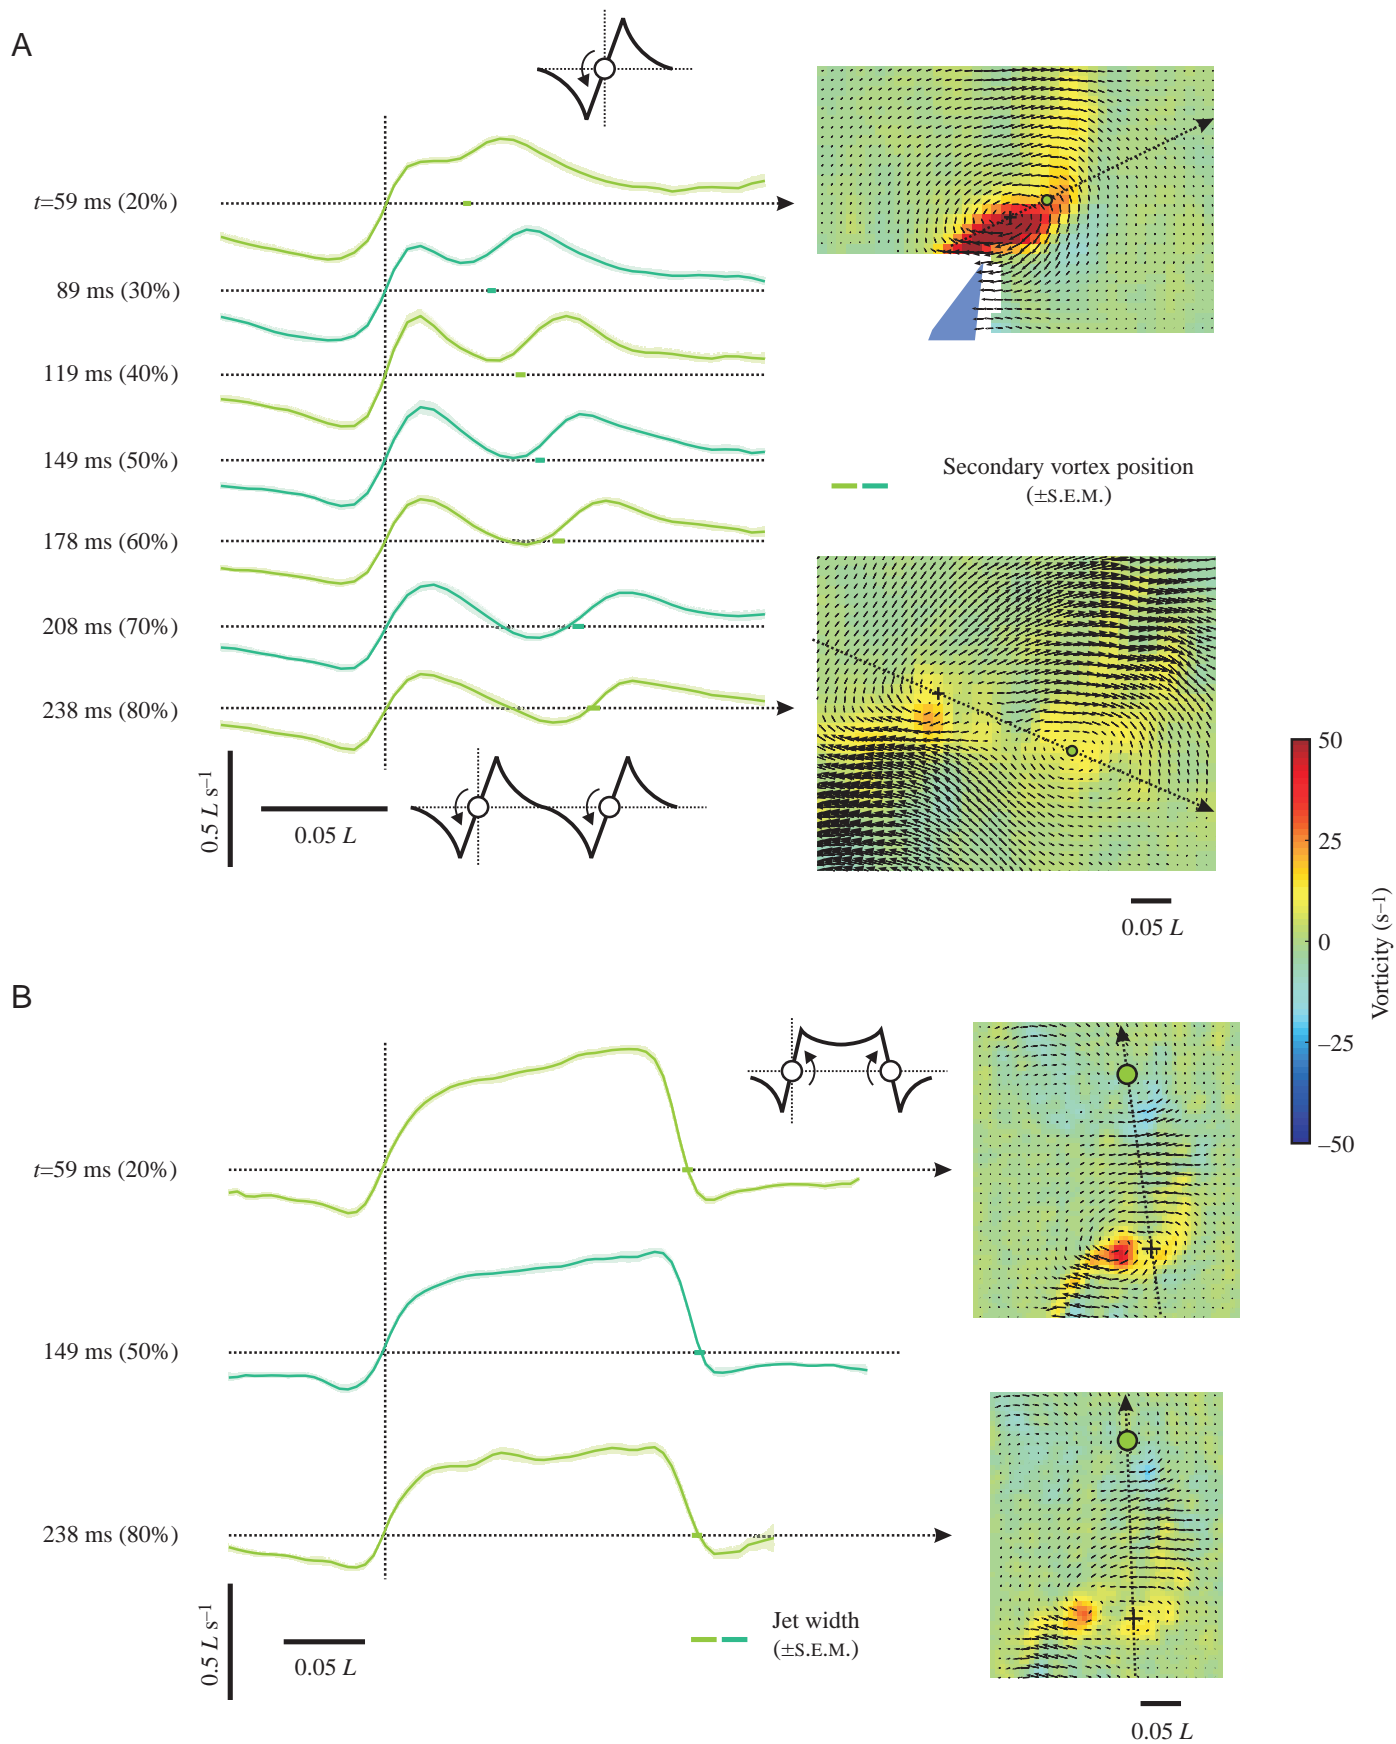 A
t=59 ms (20%)
89 ms (30%)
119 ms (40%)
149 ms (50%)
178 ms (60%)
208 ms (70%)
238 ms (80%)
0.5 L s–1
0.05 L
Secondary vortex position
(±S.E.M.)
0.05 L
50
25
0
–25
–50
Vorticity (s–1)
B
t=59 ms (20%)
149 ms (50%)
238 ms (80%)
0.5 L s–1
0.05 L
Jet width
(±S.E.M.)
0.05 L